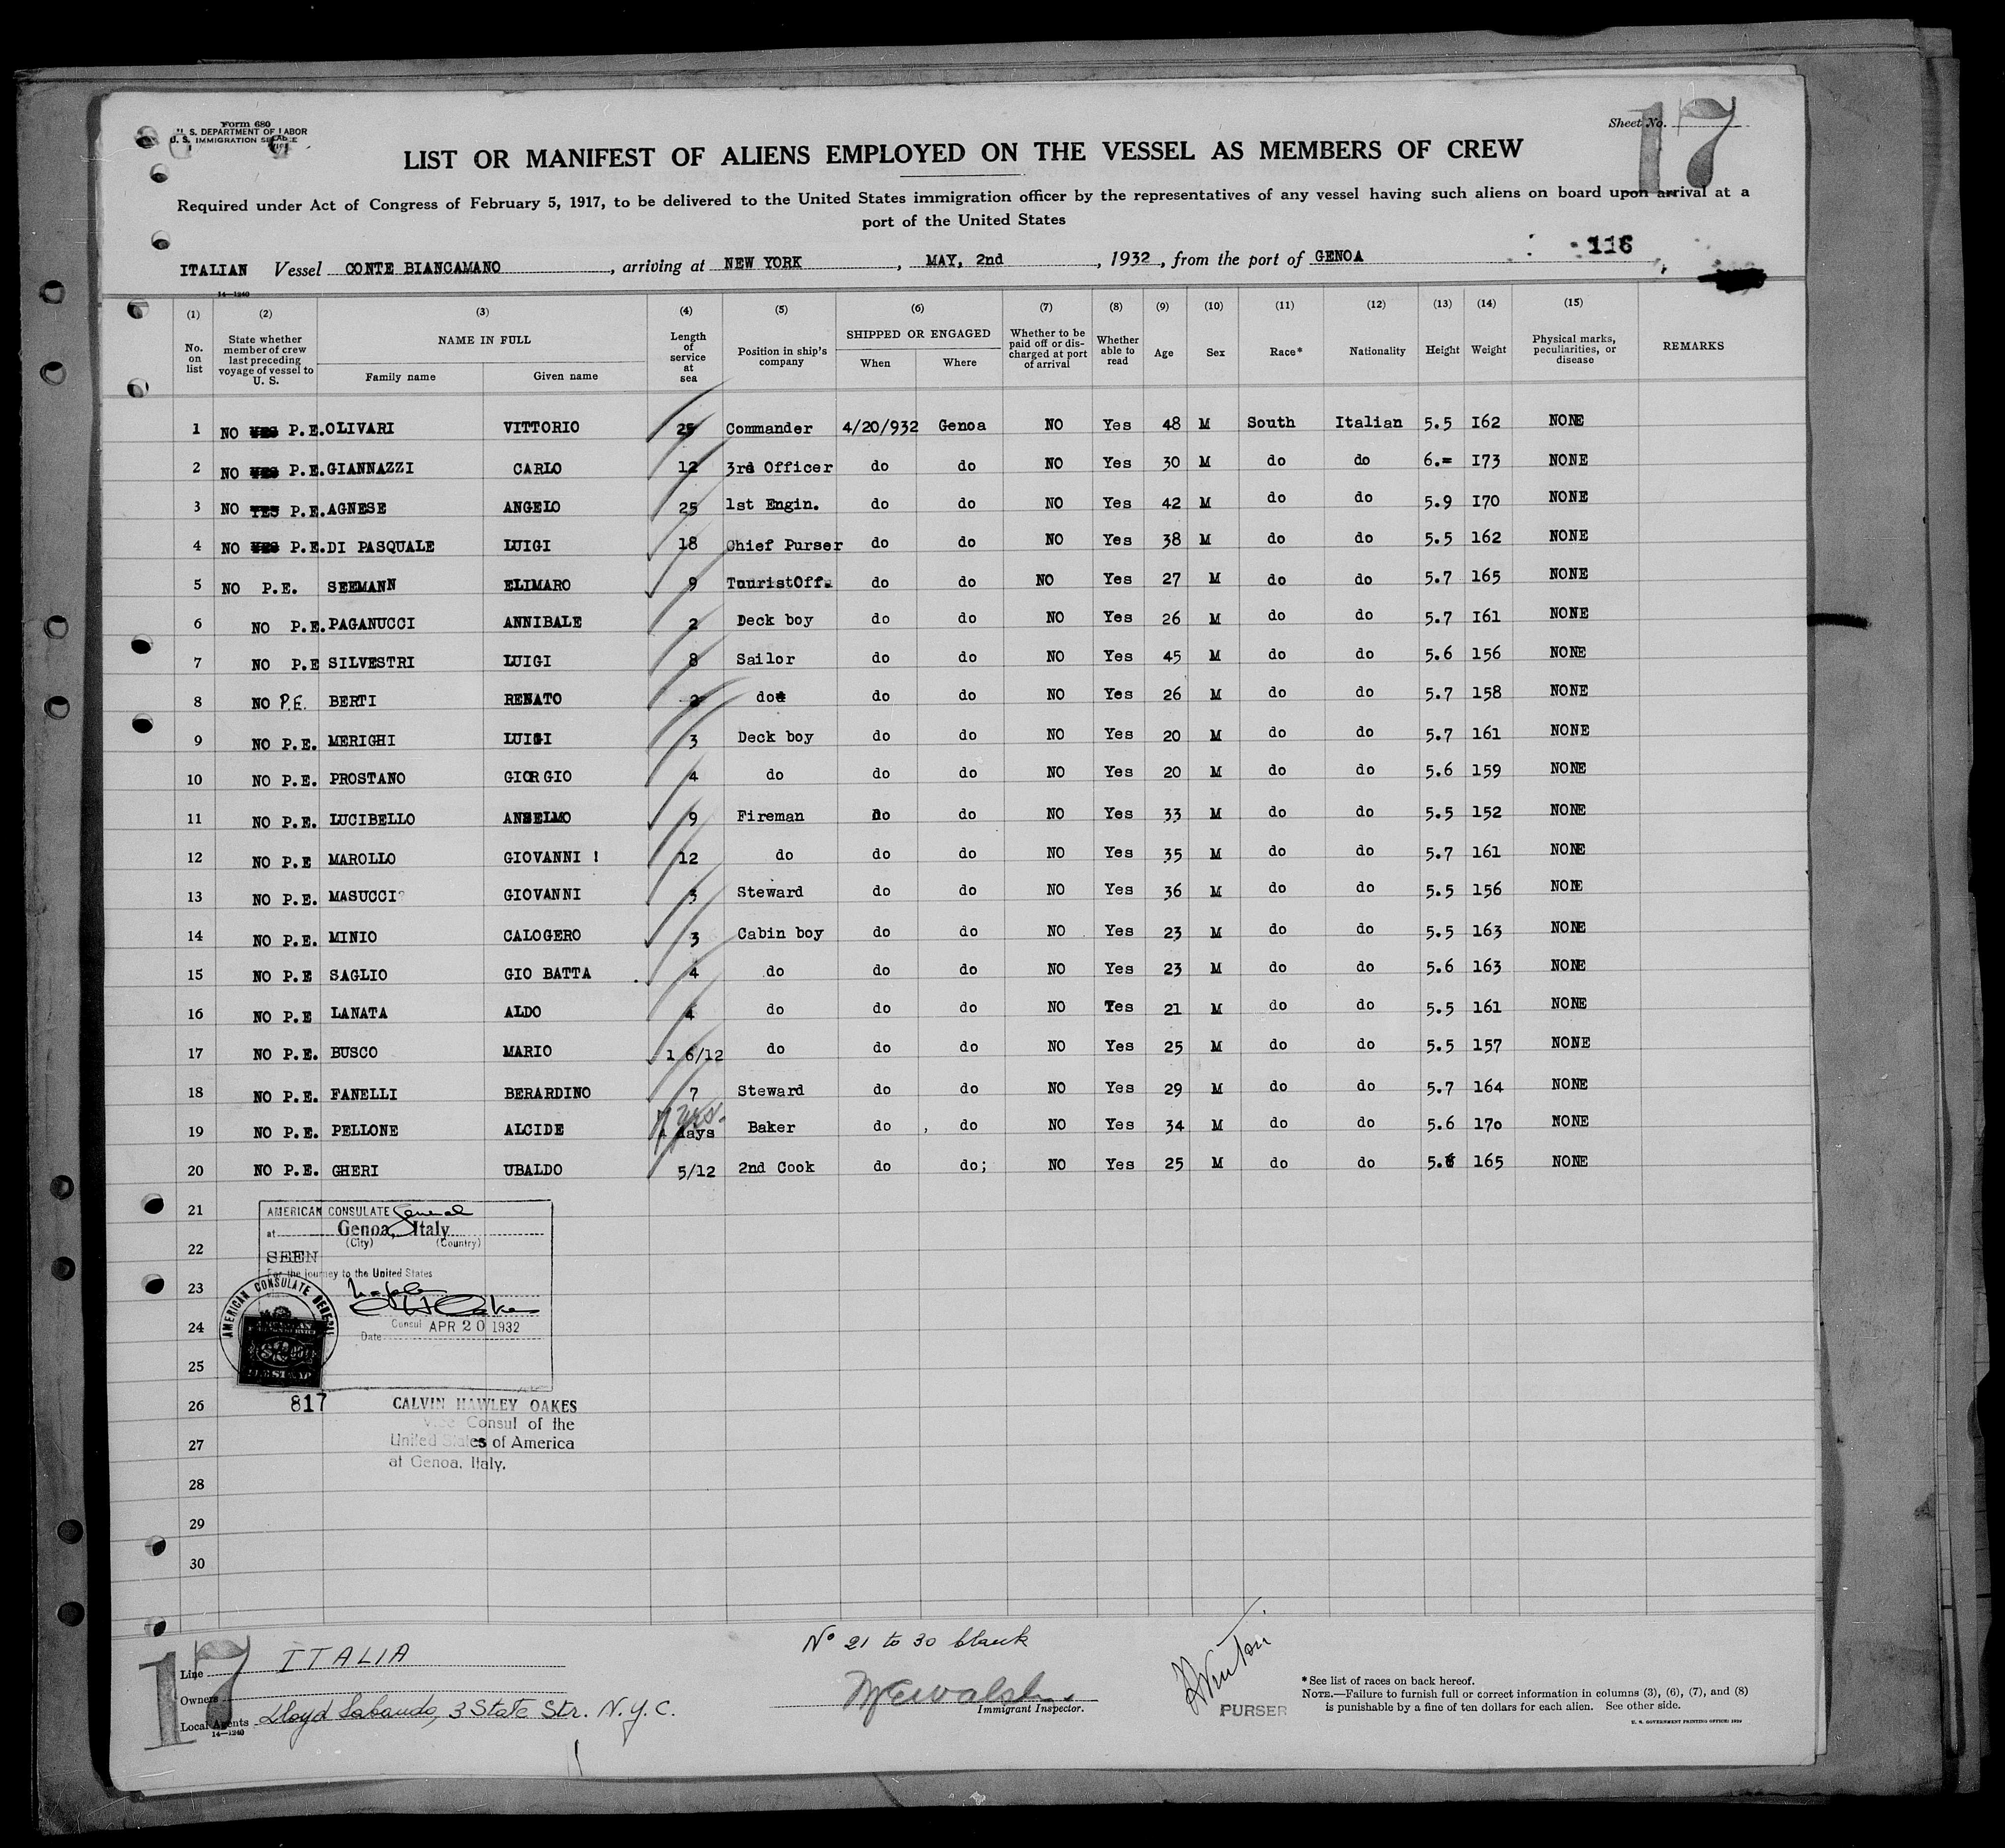 Form 680
U. S. DEPARTMENT OF LABOR
U. S. IMMIGRATION SERVICE
Sheet No. 17
LIST OR MANIFEST OF ALIENS EMPLOYED ON THE VESSEL AS MEMBERS OF CREW
Required under Act of Congress of February 5, 1917, to be delivered to the United States immigration officer by the representatives of any vessel having such aliens on board upon arrival at a
port of the United States
116
ITALIAN Vessel CONTE BIANCAMANO, arriving at NEW YORK, MAY, 2nd, 1932, from the port of GENOA
14—1240
(1) (2) (3) (4) (5) (6) (7) (8) (9) (10) (11) (12) (13) (14) (15)
No. on list State whether member of crew last preceding voyage of vessel to U. S. NAME IN FULL Family name Given name Length of service at sea Position in ship's company SHIPPED OR ENGAGED When Where Whether to be paid off or discharged at port of arrival Whether able to read Age Sex Race* Nationality Height Weight Physical marks, peculiarities, or disease REMARKS
1 NO YES P.E. OLIVARI VITTORIO 25 Commander 4/20/932 Genoa NO Yes 48 M South Italian 5.5 162 NONE
2 NO YES P.E. GIANNAZZI CARLO 12 3rd Officer do do NO Yes 30 M do do 6.= 173 NONE
3 NO YES P.E. AGNESE ANGELO 25 1st Engin. do do NO Yes 42 M do do 5.9 170 NONE
4 NO YES P.E. DI PASQUALE LUIGI 18 Chief Purser do do NO Yes 38 M do do 5.5 162 NONE
5 NO P.E. SEEMANN ELIMARO 9 TouristOff. do do NO Yes 27 M do do 5.7 165 NONE
6 NO P.E. PAGANUCCI ANNIBALE 2 Deck boy do do NO Yes 26 M do do 5.7 161 NONE
7 NO P.E SILVESTRI LUIGI 8 Sailor do do NO Yes 45 M do do 5.6 156 NONE
8 NO P.E. BERTI RENATO 2 do do do NO Yes 26 M do do 5.7 158 NONE
9 NO P.E. MERIGHI LUIGI 3 Deck boy do do NO Yes 20 M do do 5.7 161 NONE
10 NO P.E. PROSTANO GIORGIO 4 do do do NO Yes 20 M do do 5.6 159 NONE
11 NO P.E. LUCIBELLO ANSELMO 9 Fireman do do NO Yes 33 M do do 5.5 152 NONE
12 NO P.E MAROLLO GIOVANNI ! 12 do do do NO Yes 35 M do do 5.7 161 NONE
13 NO P.E. MASUCCI GIOVANNI 3 Steward do do NO Yes 36 M do do 5.5 156 NONE
14 NO P.E. MINIO CALOGERO 3 Cabin boy do do NO Yes 23 M do do 5.5 163 NONE
15 NO P.E SAGLIO GIO BATTA 4 do do do NO Yes 23 M do do 5.6 163 NONE
16 NO P.E LANATA ALDO 4 do do do NO Yes 21 M do do 5.5 161 NONE
17 NO P.E. BUSCO MARIO 1 6/12 do do do NO Yes 25 M do do 5.5 157 NONE
18 NO P.E. FANELLI BERARDINO 7 Steward do do NO Yes 29 M do do 5.7 164 NONE
19 NO P.E. PELLONE ALCIDE 7 yrs. days Baker do do NO Yes 34 M do do 5.6 170 NONE
20 NO P.E. GHERI UBALDO 5/12 2nd Cook do do; NO Yes 25 M do do 5.6 165 NONE
21
22
23
24
25
26
27
28
29
30
AMERICAN CONSULATE General
at Genoa, Italy
(City) (Country)
SEEN
For the journey to the United States
Consul
Date APR 20 1932
AMERICAN CONSULATE GENERAL
817
CALVIN HAWLEY OAKES
Vice Consul of the
United States of America
at Genoa, Italy.
No 21 to 30 blank
17
Line ITALIA
Owners
Local Agents Lloyd Sabaudo, 3 State Str. N.Y.C.
14—1240
Immigrant Inspector.
PURSER
* See list of races on back hereof.
NOTE.—Failure to furnish full or correct information in columns (3), (6), (7), and (8)
is punishable by a fine of ten dollars for each alien. See other side.
U. S. GOVERNMENT PRINTING OFFICE: 1929